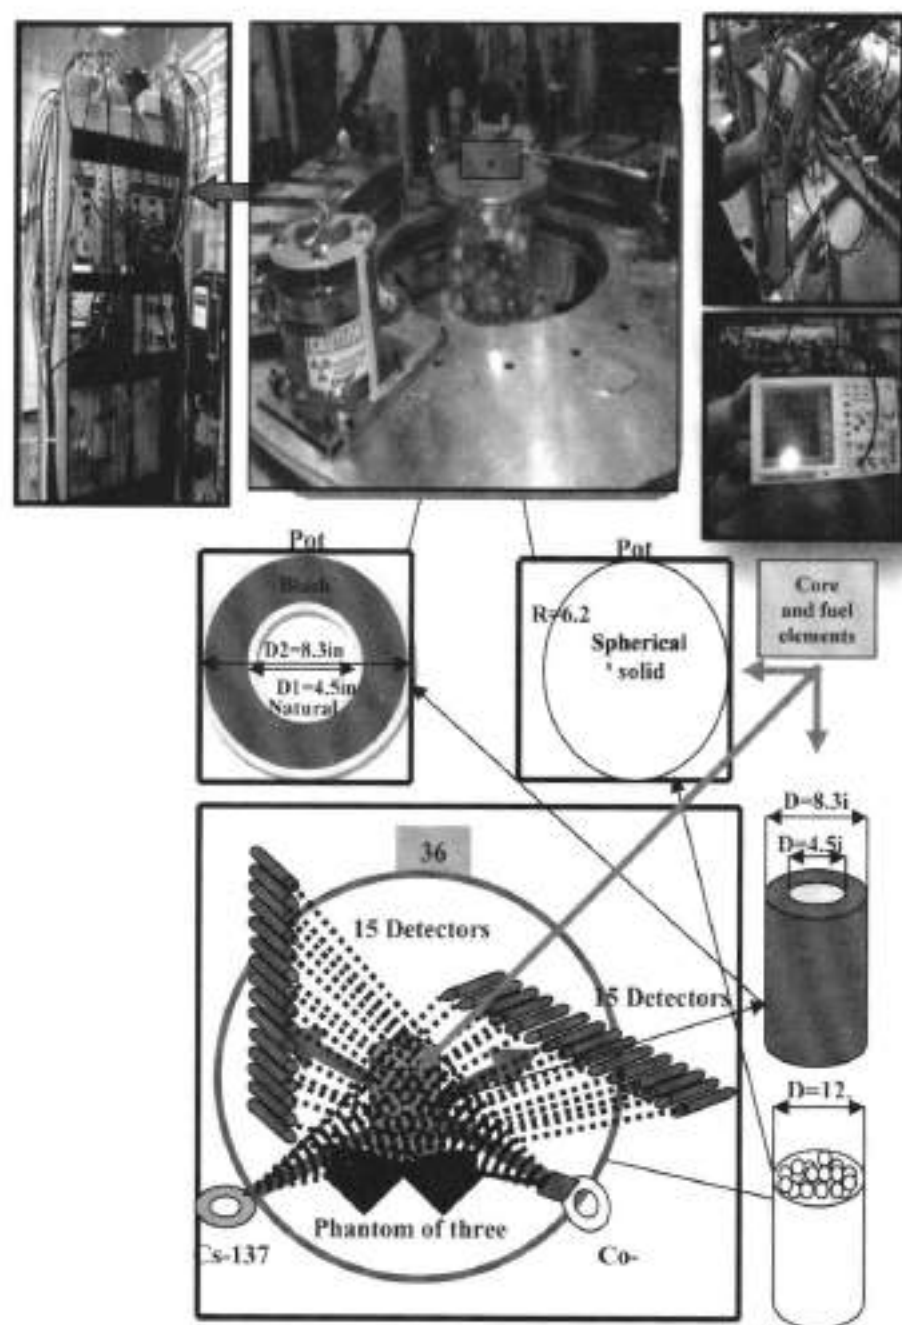 CAUTION
Pot
Pot
Core
and fuel
elements
R=6.2
Spherical
solid
D2=8.3in
D1=4.5in
Natural
D=8.3i
D=4.5i
36
15 Detectors
15 Detectors
D=12
Phantom of three
Cs-137
Co-